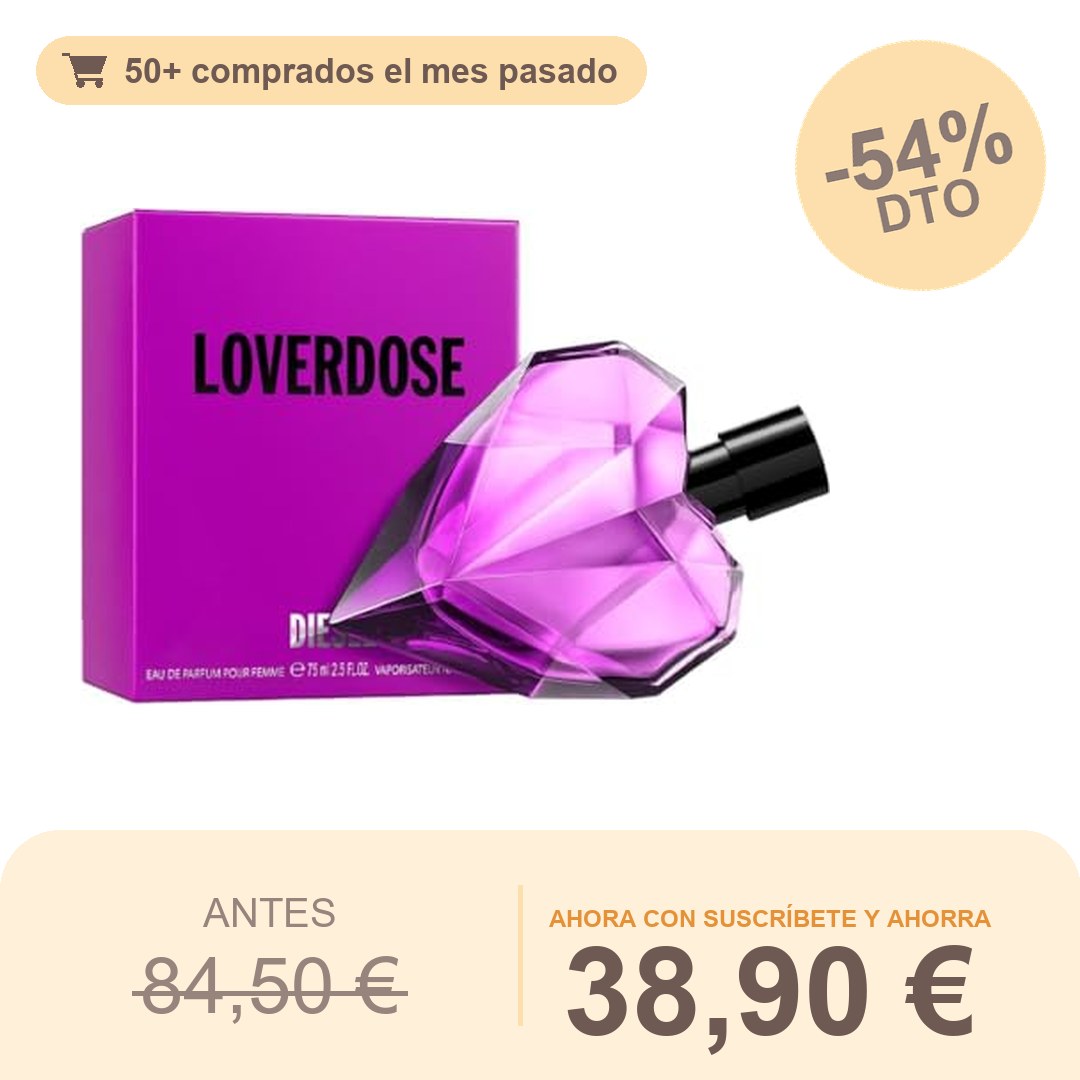 50+ comprados el mes pasado
-54%
DTO
LOVERDOSE
EAU DE PARFUM POUR FEMME ℮ 75 ml 2.5 FL.OZ. VAPORISATEUR
ANTES
84,50 €
AHORA CON SUSCRÍBETE Y AHORRA
38,90 €